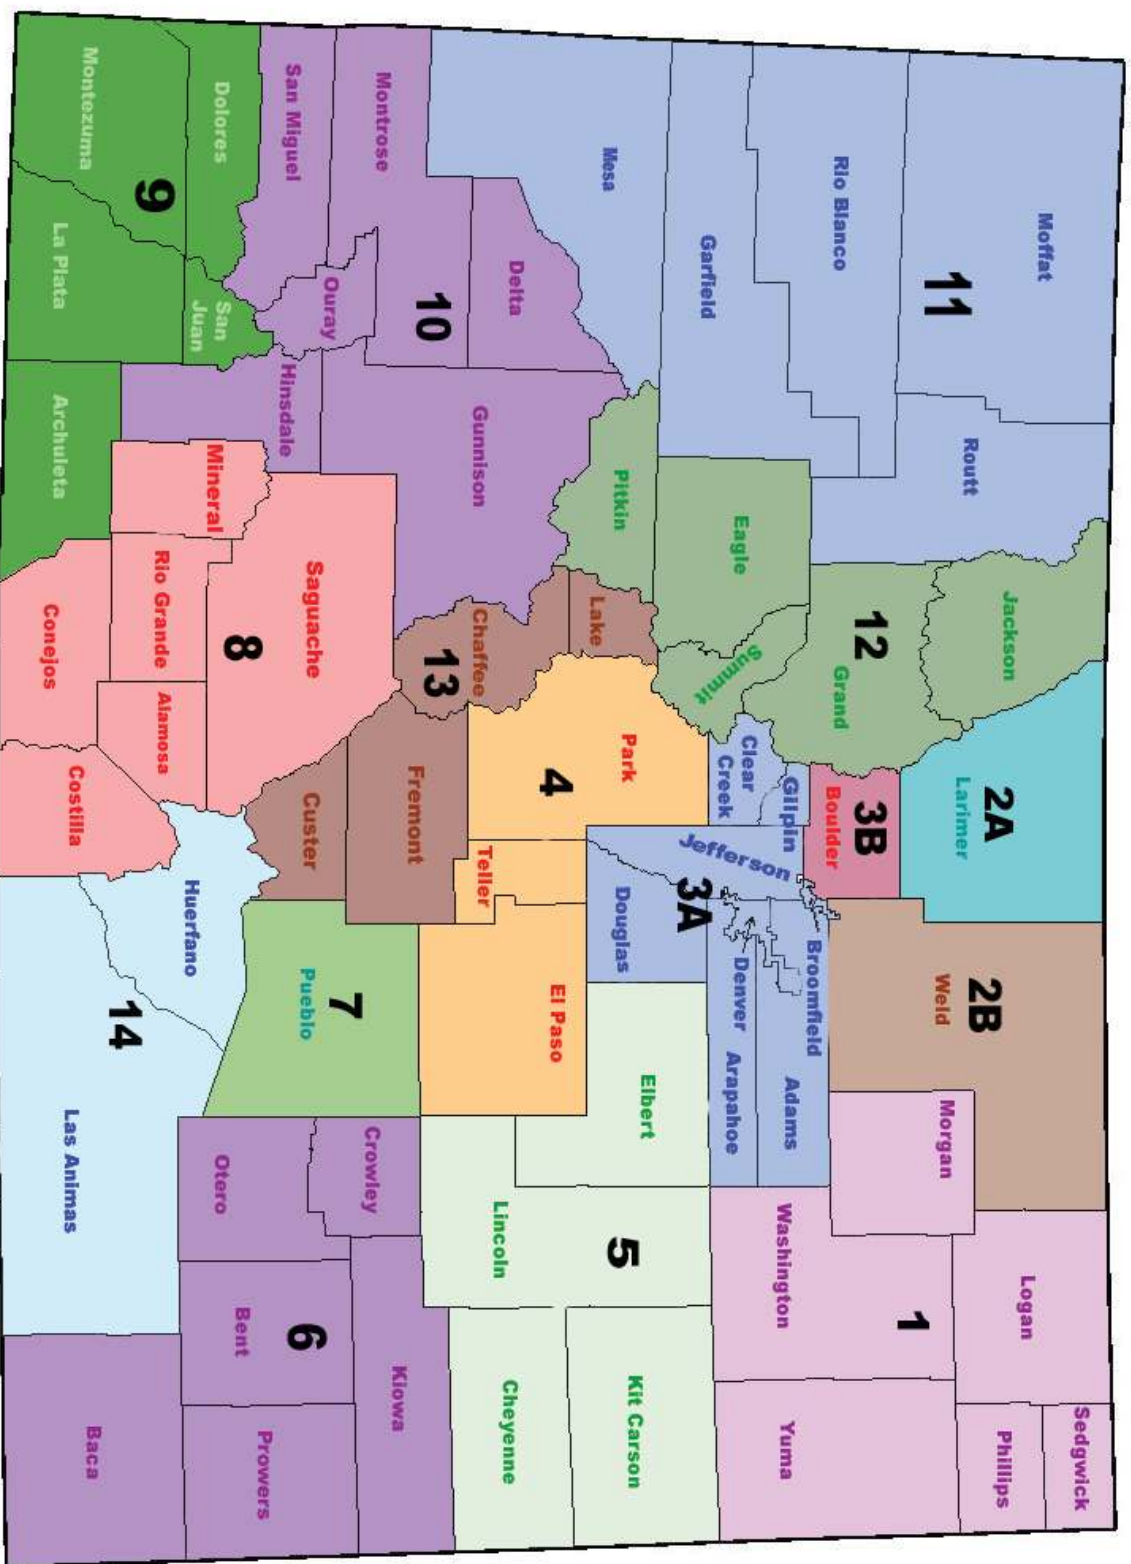 Moffat
11
Routt
Jackson
2A
Larimer
2B
Weld
Logan
Sedgwick
Phillips
1
Morgan
Washington
Yuma
Rio Blanco
12
Grand
3B
Boulder
Gilpin
Broomfield
Adams
Garfield
Eagle
Summit
Clear
Creek
Jefferson
3A
Denver
Arapahoe
Mesa
Pitkin
Lake
Park
4
Douglas
Elbert
5
Kit Carson
Delta
10
Gunnison
Chaffee
13
Teller
El Paso
Lincoln
Cheyenne
Montrose
Ouray
San Miguel
Hinsdale
Saguache
8
Fremont
Custer
7
Pueblo
Crowley
Kiowa
Otero
Bent
6
Prowers
Dolores
San
Juan
9
Montezuma
La Plata
Archuleta
Mineral
Rio Grande
Alamosa
Conejos
Costilla
Huerfano
14
Las Animas
Baca